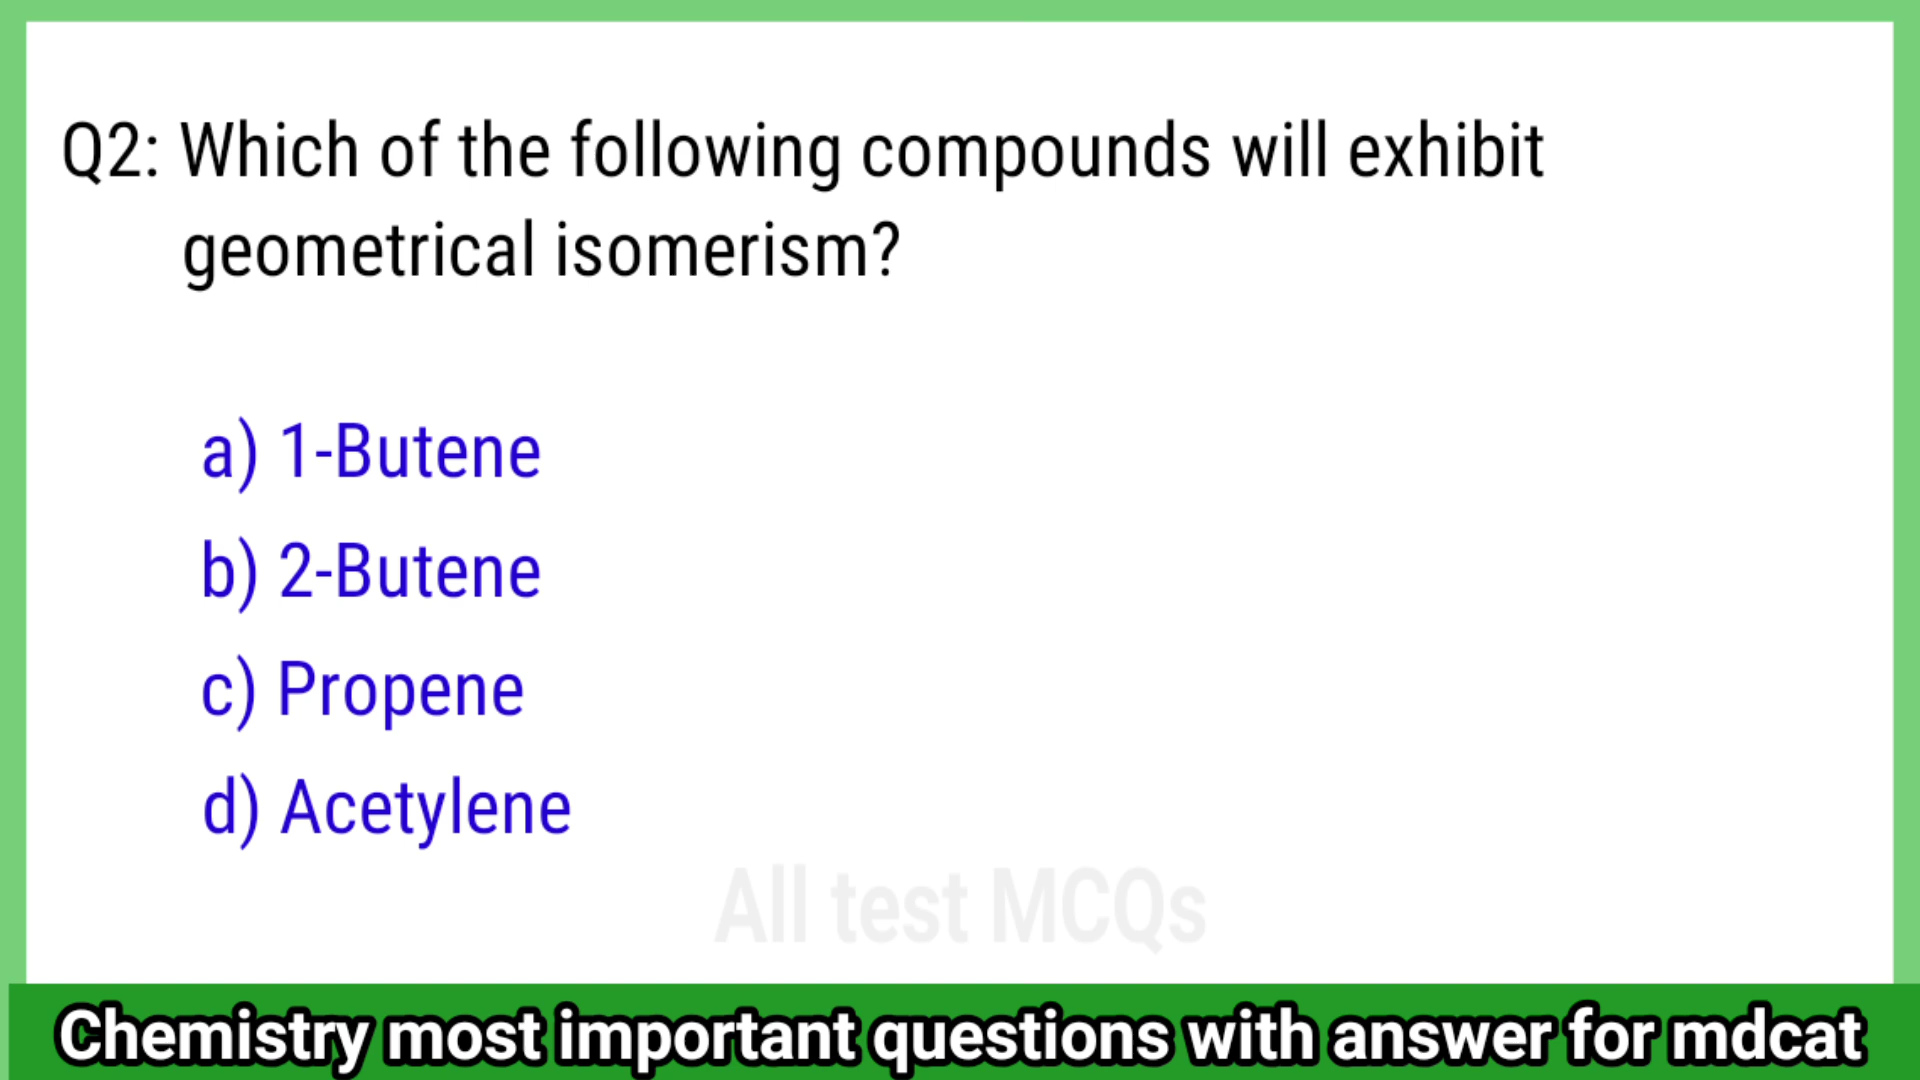 Q2: Which of the following compounds will exhibit
geometrical isomerism?
a) 1-Butene
b) 2-Butene
c) Propene
d) Acetylene
All test MCQs
Chemistry most important questions with answer for mdcat